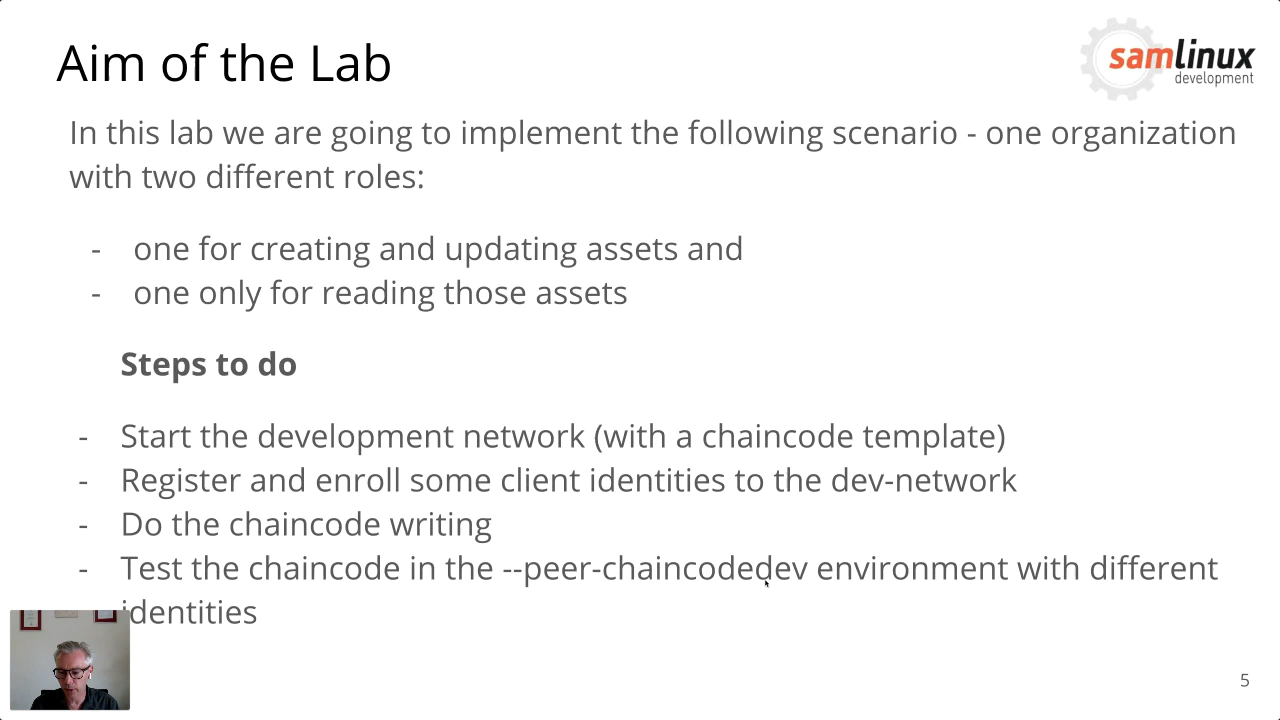 Aim of the Lab
samlinux
development
In this lab we are going to implement the following scenario - one organization
with two different roles:
- one for creating and updating assets and
- one only for reading those assets
Steps to do
- Start the development network (with a chaincode template)
- Register and enroll some client identities to the dev-network
- Do the chaincode writing
- Test the chaincode in the --peer-chaincodedev environment with different
identities
5